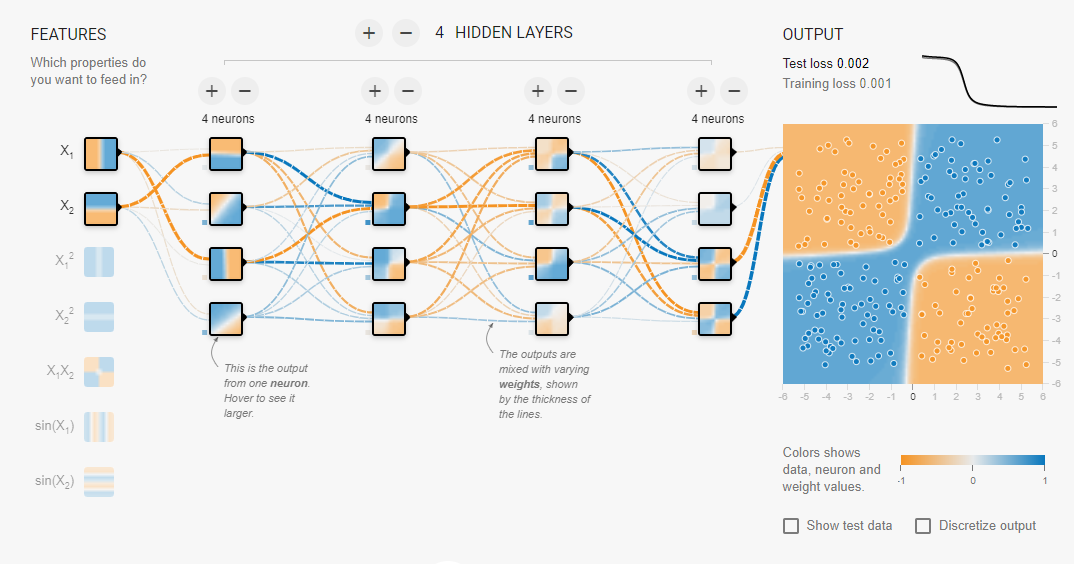 FEATURES
Which properties do
you want to feed in?
X1
X2
X1²
X2²
X1X2
sin(X1)
sin(X2)
+ − 4 HIDDEN LAYERS
+ −
4 neurons
+ −
4 neurons
+ −
4 neurons
+ −
4 neurons
This is the output
from one neuron.
Hover to see it
larger.
The outputs are
mixed with varying
weights, shown
by the thickness of
the lines.
OUTPUT
Test loss 0.002
Training loss 0.001
6
5
4
3
2
1
0
-1
-2
-3
-4
-5
-6
-6 -5 -4 -3 -2 -1 0 1 2 3 4 5 6
Colors shows
data, neuron and
weight values.
-1 0 1
Show test data
Discretize output